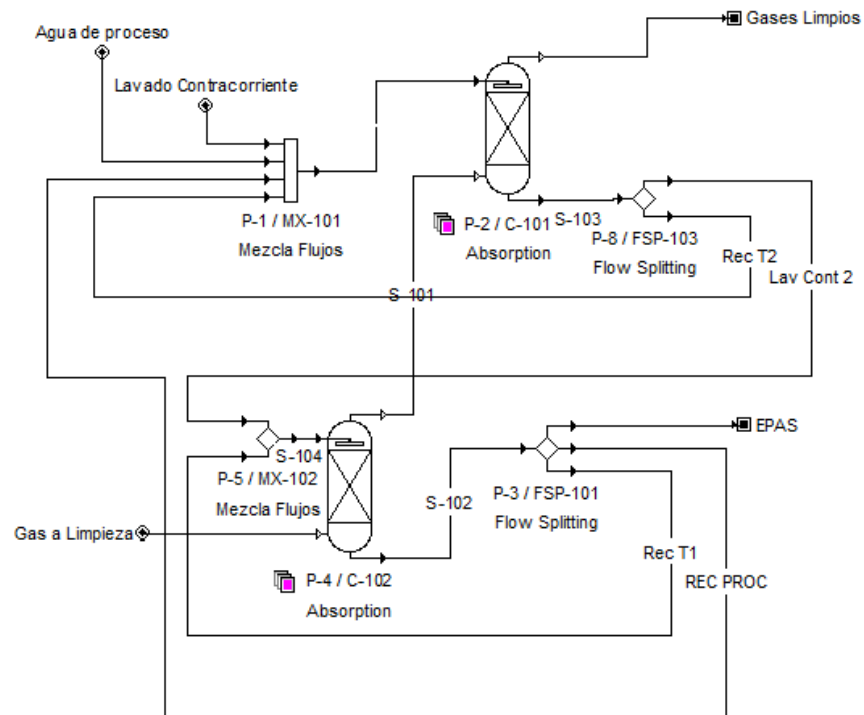 Gases Limpios
Agua de proceso
Lavado Contracorriente
P-1 / MX-101
Mezcla Flujos
P-2 / C-101
Absorption
S-103
P-8 / FSP-103
Flow Splitting
Rec T2
Lav Cont 2
S-101
EPAS
S-104
P-5 / MX-102
Mezcla Flujos
S-102
P-3 / FSP-101
Flow Splitting
Gas a Limpieza
Rec T1
REC PROC
P-4 / C-102
Absorption